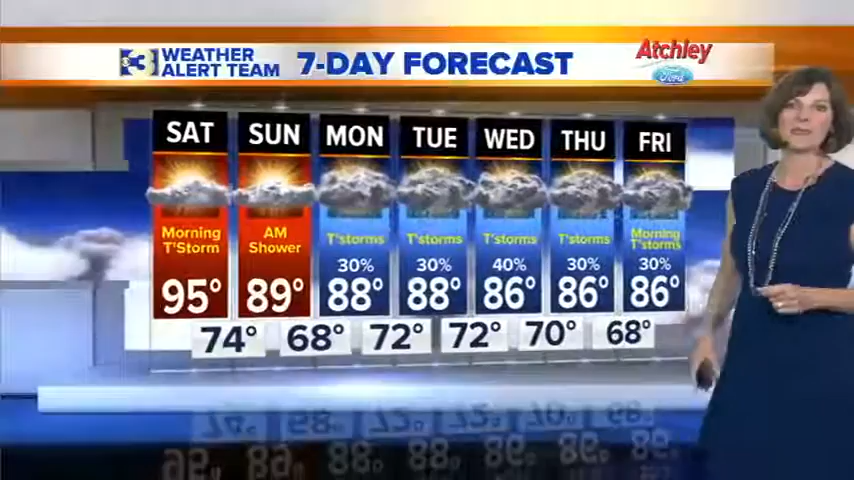 3 WEATHER
ALERT TEAM
7-DAY FORECAST
Atchley
Ford
SAT SUN MON TUE WED THU FRI
Morning T'Storm
AM Shower
T'storms
T'storms
T'storms
T'storms
Morning T'storms
30% 30% 40% 30% 30%
95° 89° 88° 88° 86° 86° 86°
74° 68° 72° 72° 70° 68°